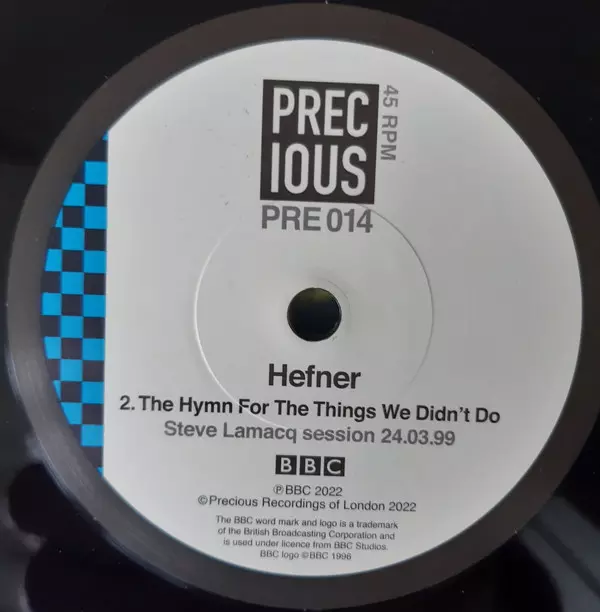 PREC
IOUS
45 RPM
PRE 014
Hefner
2. The Hymn For The Things We Didn't Do
Steve Lamacq session 24.03.99
BBC
℗BBC 2022
©Precious Recordings of London 2022
The BBC word mark and logo is a trademark
of the British Broadcasting Corporation and
is used under licence from BBC Studios.
BBC logo ©BBC 1996